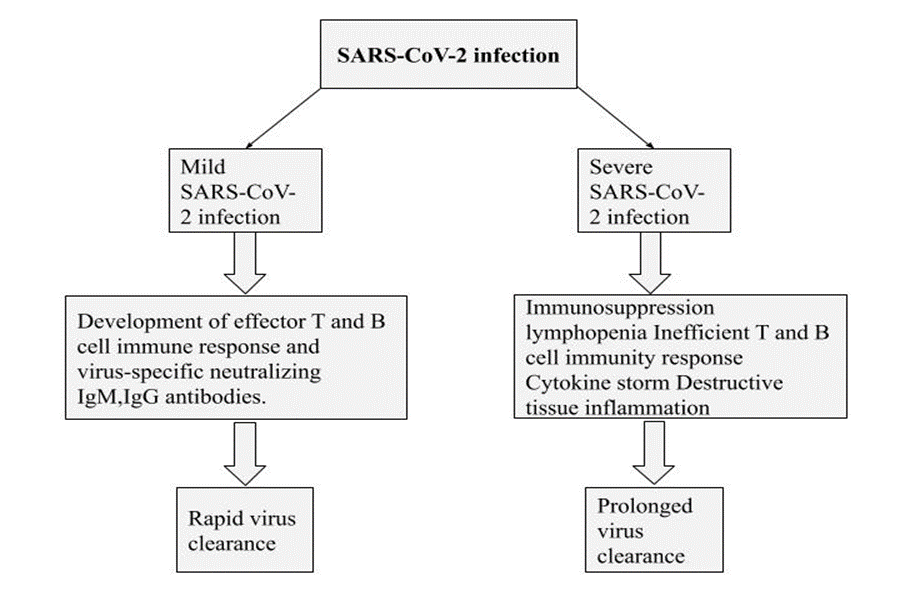 SARS-CoV-2 infection
Mild
SARS-CoV-
2 infection
Severe
SARS-CoV-
2 infection
Development of effector T and B
cell immune response and
virus-specific neutralizing
IgM,IgG antibodies.
Immunosuppression
lymphopenia Inefficient T and B
cell immunity response
Cytokine storm Destructive
tissue inflammation
Rapid virus
clearance
Prolonged
virus
clearance